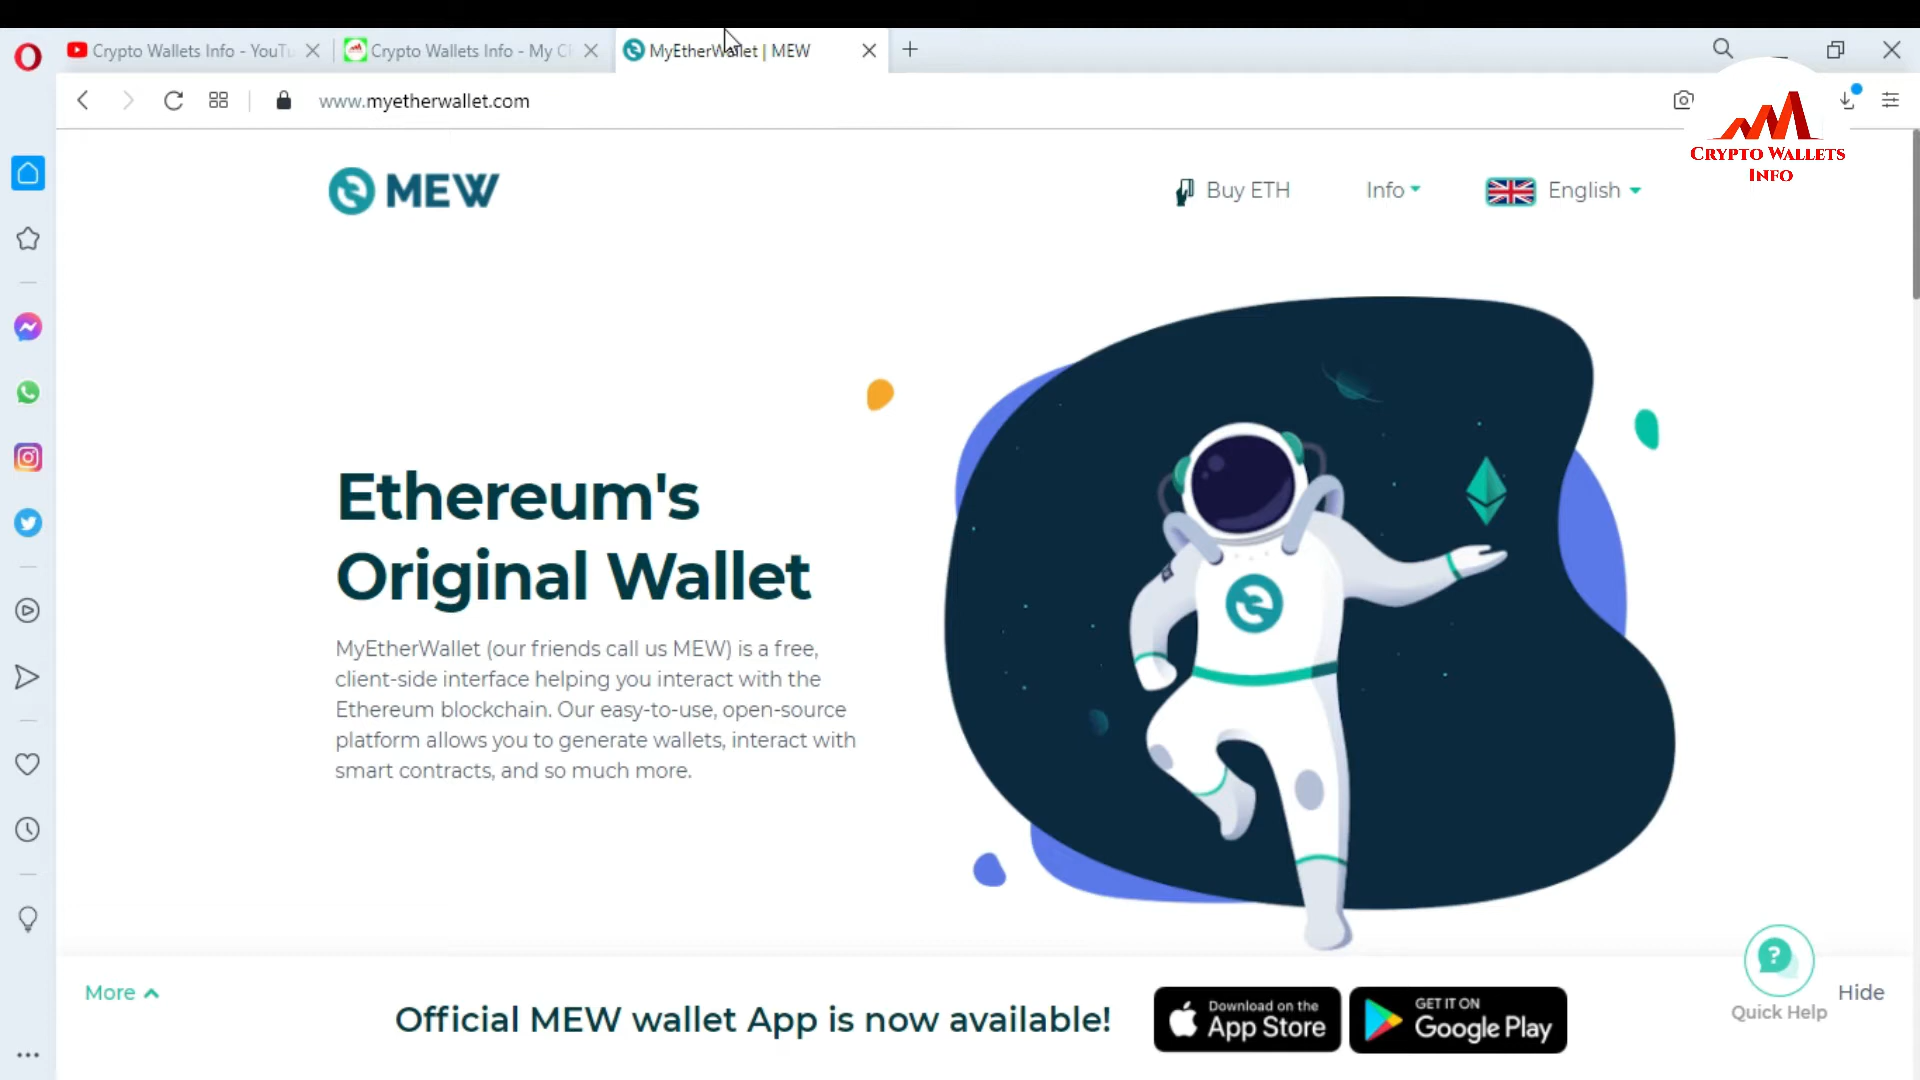 Crypto Wallets Info - YouTu
Crypto Wallets Info - My C
MyEtherWallet | MEW
www.myetherwallet.com
CRYPTO WALLETS
INFO
MEW
Buy ETH
Info
English
Ethereum's
Original Wallet
MyEtherWallet (our friends call us MEW) is a free,
client-side interface helping you interact with the
Ethereum blockchain. Our easy-to-use, open-source
platform allows you to generate wallets, interact with
smart contracts, and so much more.
More
Official MEW wallet App is now available!
Download on the
App Store
GET IT ON
Google Play
?
Quick Help
Hide